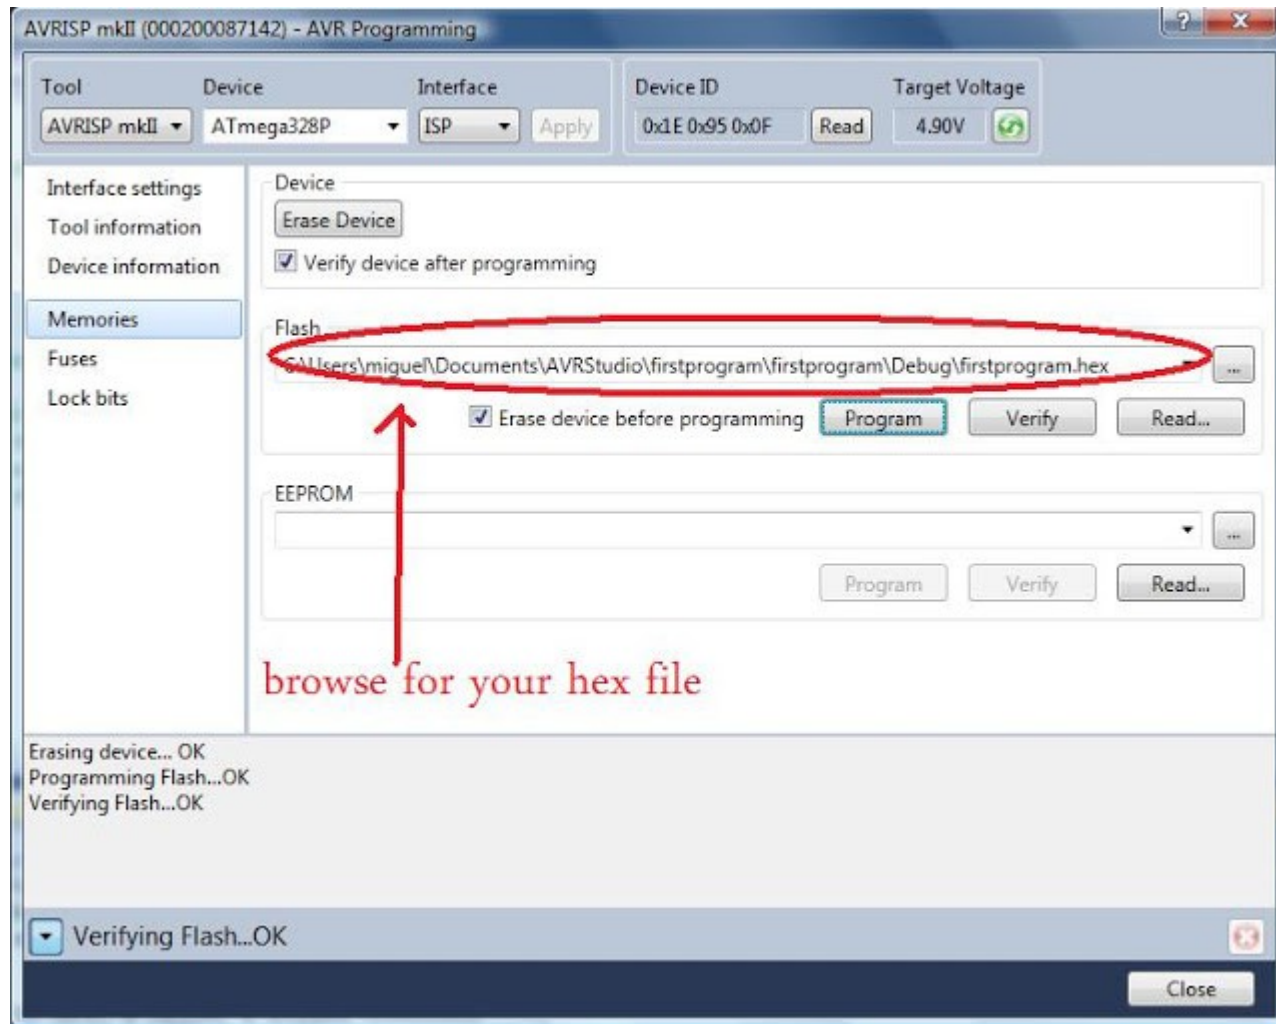 AVRISP mkII (000200087142) - AVR Programming
Tool Device Interface Device ID Target Voltage
AVRISP mkII ATmega328P ISP Apply 0x1E 0x95 0x0F Read 4.90V
Interface settings
Tool information
Device information
Memories
Fuses
Lock bits
Device
Erase Device
Verify device after programming
Flash
C:\Users\miguel\Documents\AVRStudio\firstprogram\firstprogram\Debug\firstprogram.hex ...
Erase device before programming Program Verify Read...
EEPROM
...
Program Verify Read...
browse for your hex file
Erasing device... OK
Programming Flash...OK
Verifying Flash...OK
Verifying Flash...OK
Close